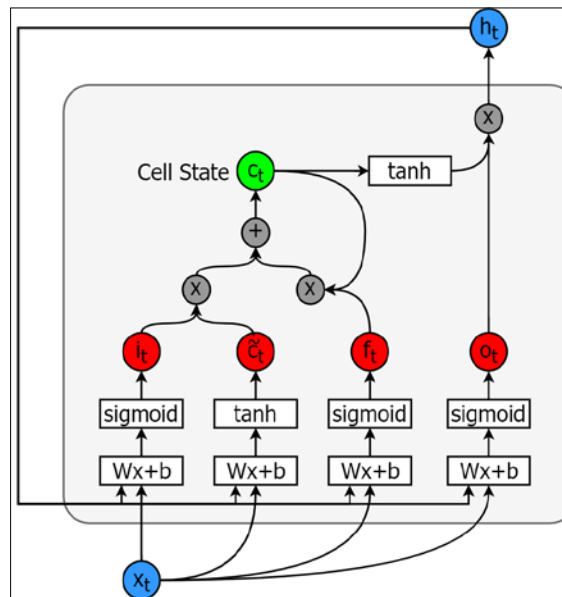 hₜ
x
Cell State cₜ tanh
+
x x
iₜ c̃ₜ fₜ oₜ
sigmoid tanh sigmoid sigmoid
Wx+b Wx+b Wx+b Wx+b
xₜ